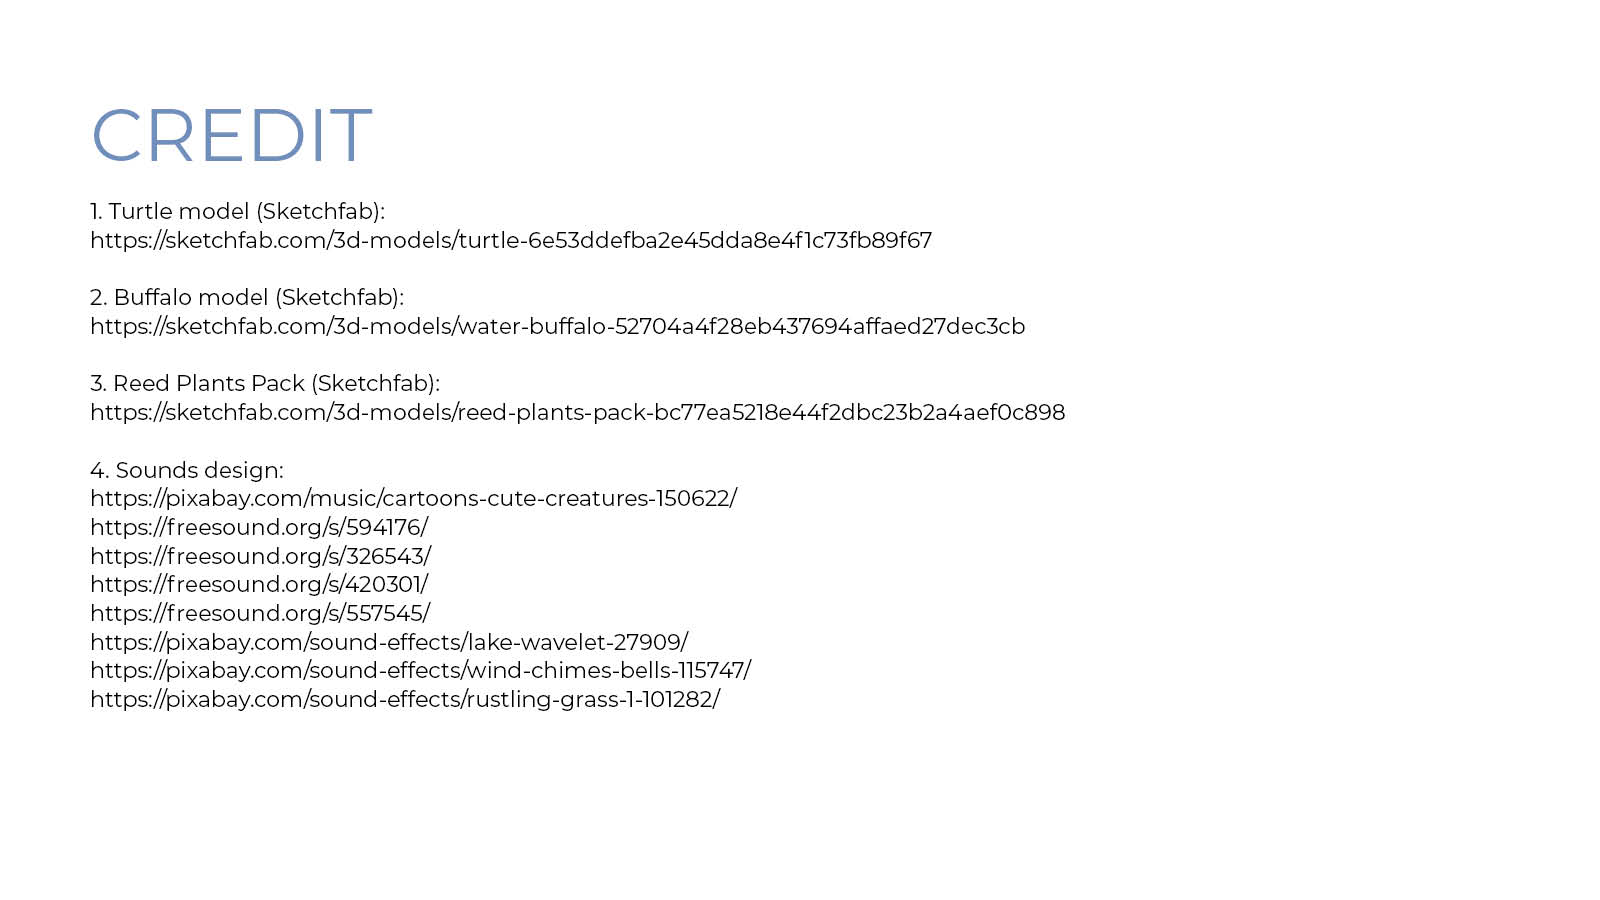 CREDIT
1. Turtle model (Sketchfab):
https://sketchfab.com/3d-models/turtle-6e53ddefba2e45dda8e4f1c73fb89f67
2. Buffalo model (Sketchfab):
https://sketchfab.com/3d-models/water-buffalo-52704a4f28eb437694affaed27dec3cb
3. Reed Plants Pack (Sketchfab):
https://sketchfab.com/3d-models/reed-plants-pack-bc77ea5218e44f2dbc23b2a4aef0c898
4. Sounds design:
https://pixabay.com/music/cartoons-cute-creatures-150622/
https://freesound.org/s/594176/
https://freesound.org/s/326543/
https://freesound.org/s/420301/
https://freesound.org/s/557545/
https://pixabay.com/sound-effects/lake-wavelet-27909/
https://pixabay.com/sound-effects/wind-chimes-bells-115747/
https://pixabay.com/sound-effects/rustling-grass-1-101282/